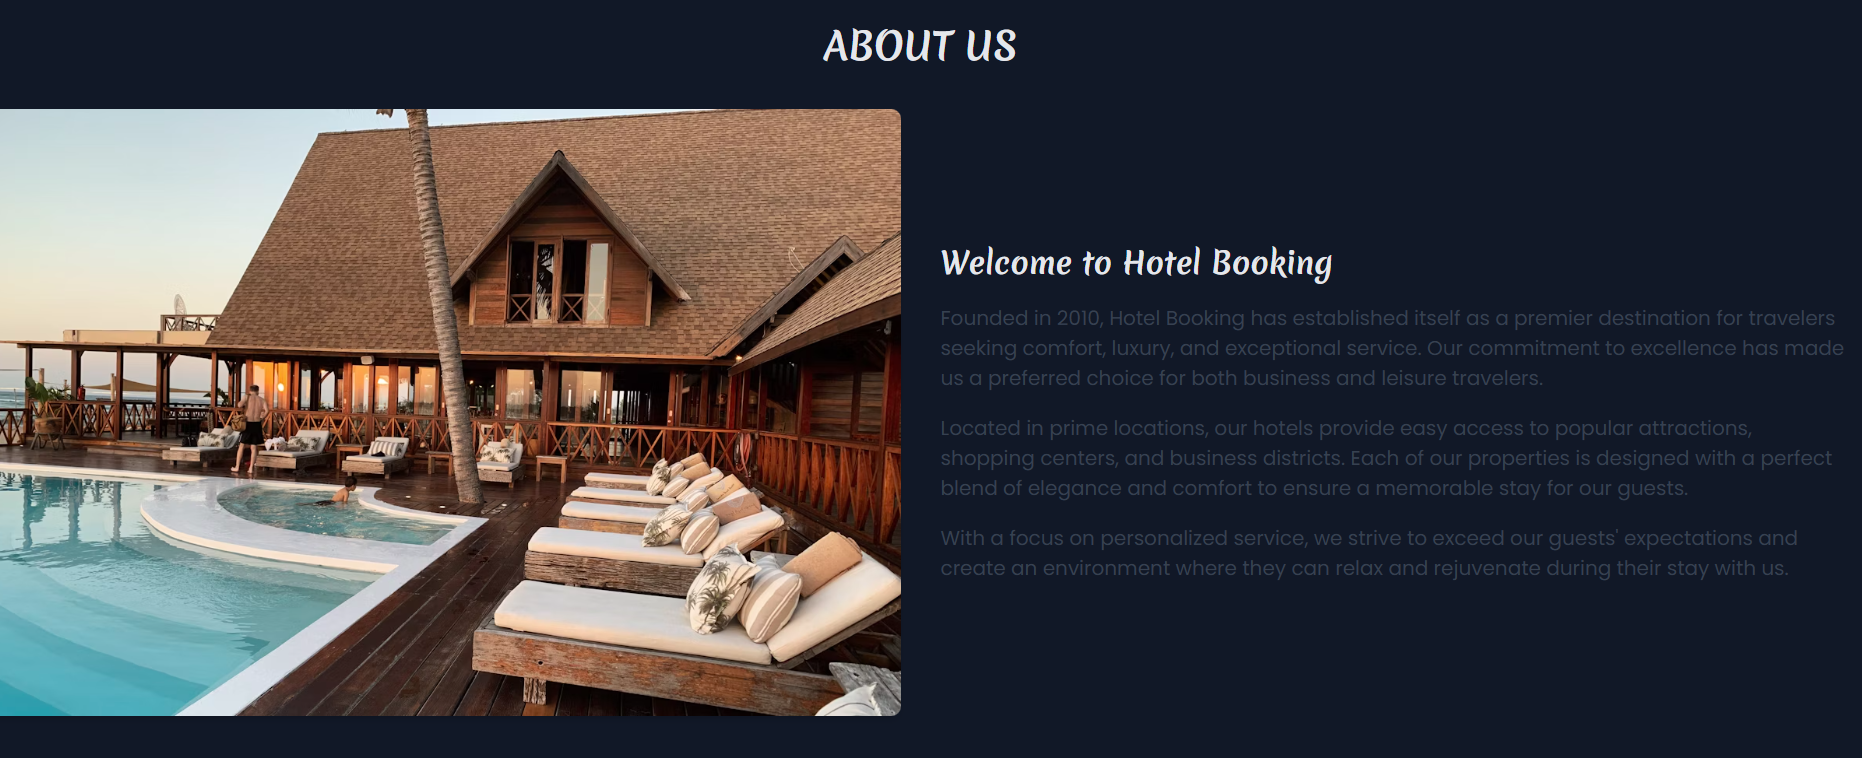 ABOUT US
Welcome to Hotel Booking
Founded in 2010, Hotel Booking has established itself as a premier destination for travelers
seeking comfort, luxury, and exceptional service. Our commitment to excellence has made
us a preferred choice for both business and leisure travelers.
Located in prime locations, our hotels provide easy access to popular attractions,
shopping centers, and business districts. Each of our properties is designed with a perfect
blend of elegance and comfort to ensure a memorable stay for our guests.
With a focus on personalized service, we strive to exceed our guests' expectations and
create an environment where they can relax and rejuvenate during their stay with us.